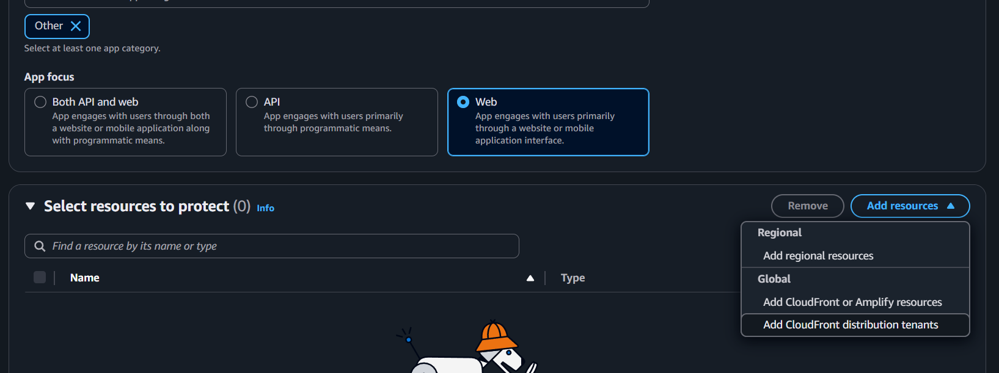 Other
Select at least one app category.
App focus
Both API and web
App engages with users through both
a website or mobile application along
with programmatic means.
API
App engages with users primarily
through programmatic means.
Web
App engages with users primarily
through a website or mobile
application interface.
Select resources to protect (0) Info
Remove
Add resources
Regional
Add regional resources
Global
Add CloudFront or Amplify resources
Add CloudFront distribution tenants
Find a resource by its name or type
Name
Type